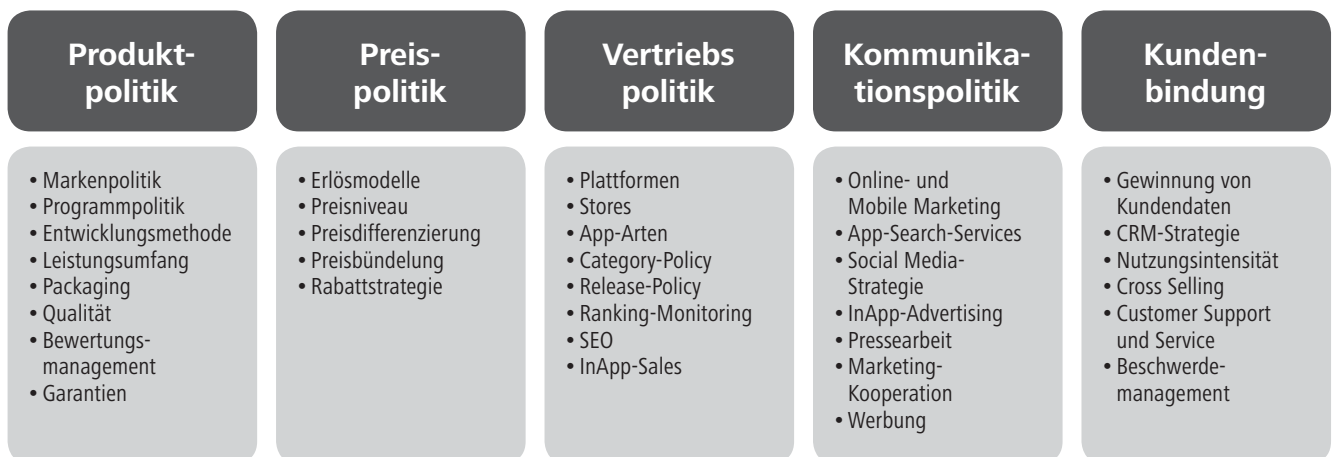 Produkt-
politik
• Markenpolitik
• Programmpolitik
• Entwicklungsmethode
• Leistungsumfang
• Packaging
• Qualität
• Bewertungs-
management
• Garantien
Preis-
politik
• Erlösmodelle
• Preisniveau
• Preisdifferenzierung
• Preisbündelung
• Rabattstrategie
Vertriebs
politik
• Plattformen
• Stores
• App-Arten
• Category-Policy
• Release-Policy
• Ranking-Monitoring
• SEO
• InApp-Sales
Kommunika-
tionspolitik
• Online- und
Mobile Marketing
• App-Search-Services
• Social Media-
Strategie
• InApp-Advertising
• Pressearbeit
• Marketing-
Kooperation
• Werbung
Kunden-
bindung
• Gewinnung von
Kundendaten
• CRM-Strategie
• Nutzungsintensität
• Cross Selling
• Customer Support
und Service
• Beschwerde-
management